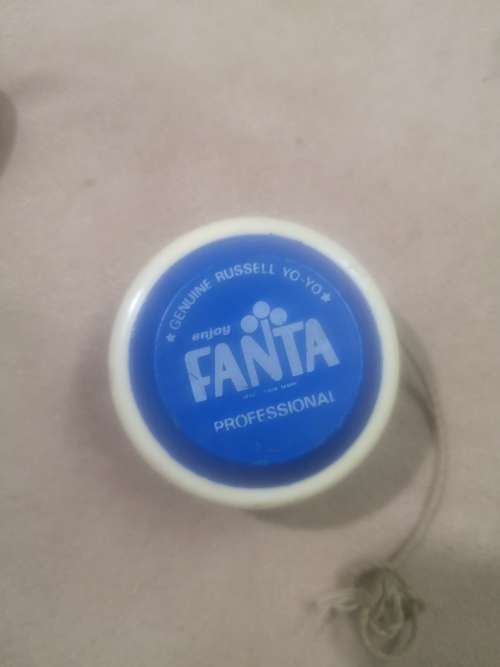 ★ GENUINE RUSSELL YO-YO ★
enjoy
FANTA
PROFESSIONAL